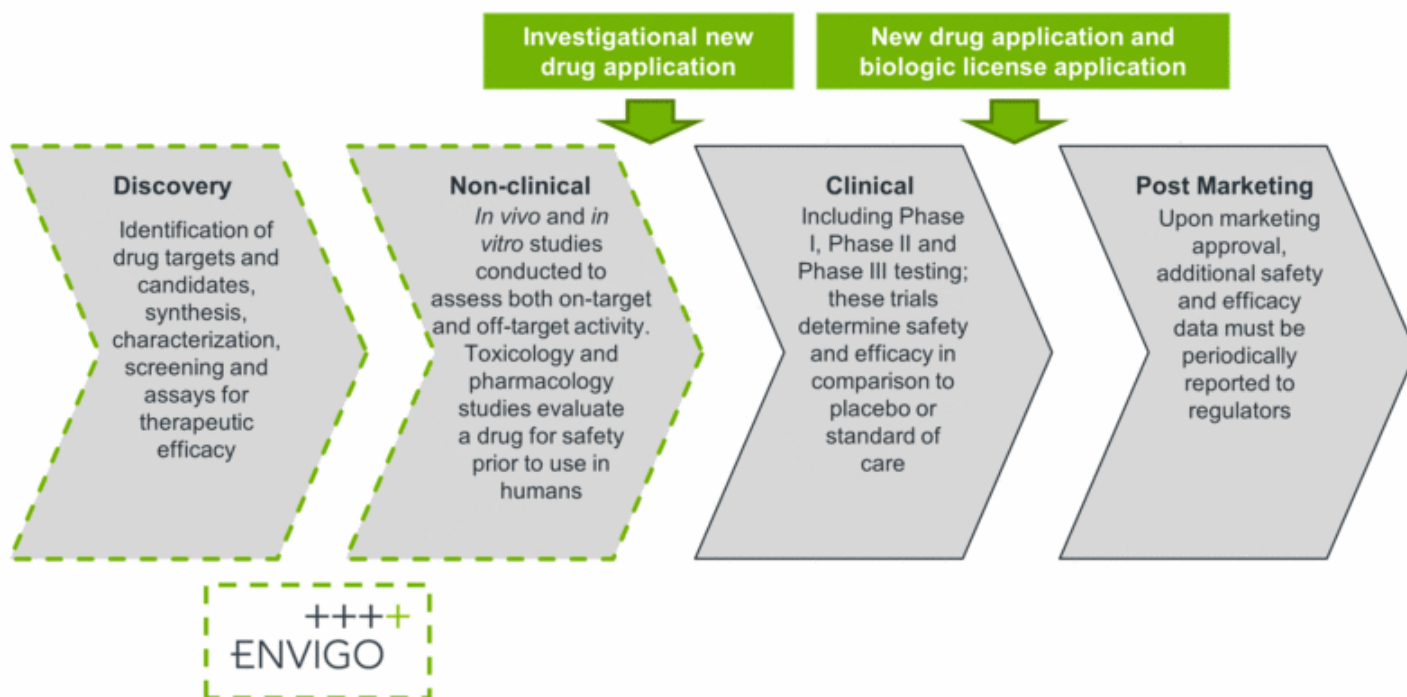 Investigational new
drug application
New drug application and
biologic license application
Discovery
Identification of
drug targets and
candidates,
synthesis,
characterization,
screening and
assays for
therapeutic
efficacy
Non-clinical
In vivo and in
vitro studies
conducted to
assess both on-target
and off-target activity.
Toxicology and
pharmacology
studies evaluate
a drug for safety
prior to use in
humans
Clinical
Including Phase
I, Phase II and
Phase III testing;
these trials
determine safety
and efficacy in
comparison to
placebo or
standard of
care
Post Marketing
Upon marketing
approval,
additional safety
and efficacy
data must be
periodically
reported to
regulators
++++
ENVIGO